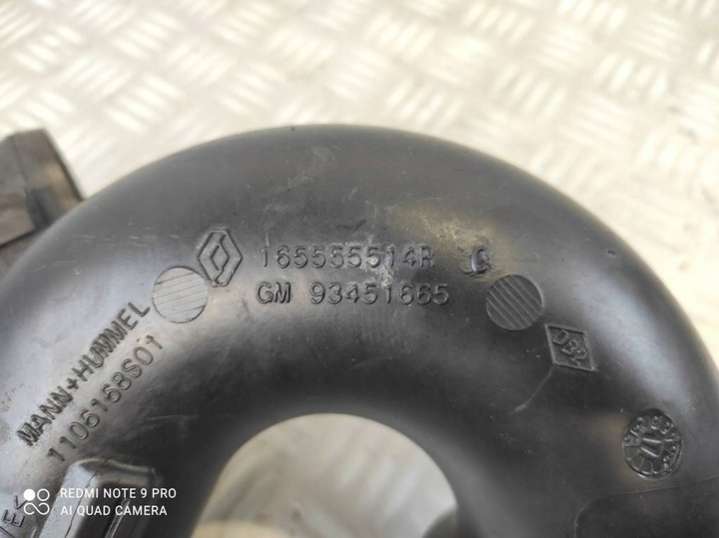 165555514R
GM 93451665
MANN+HUMMEL
1106168S01
REDMI NOTE 9 PRO
AI QUAD CAMERA